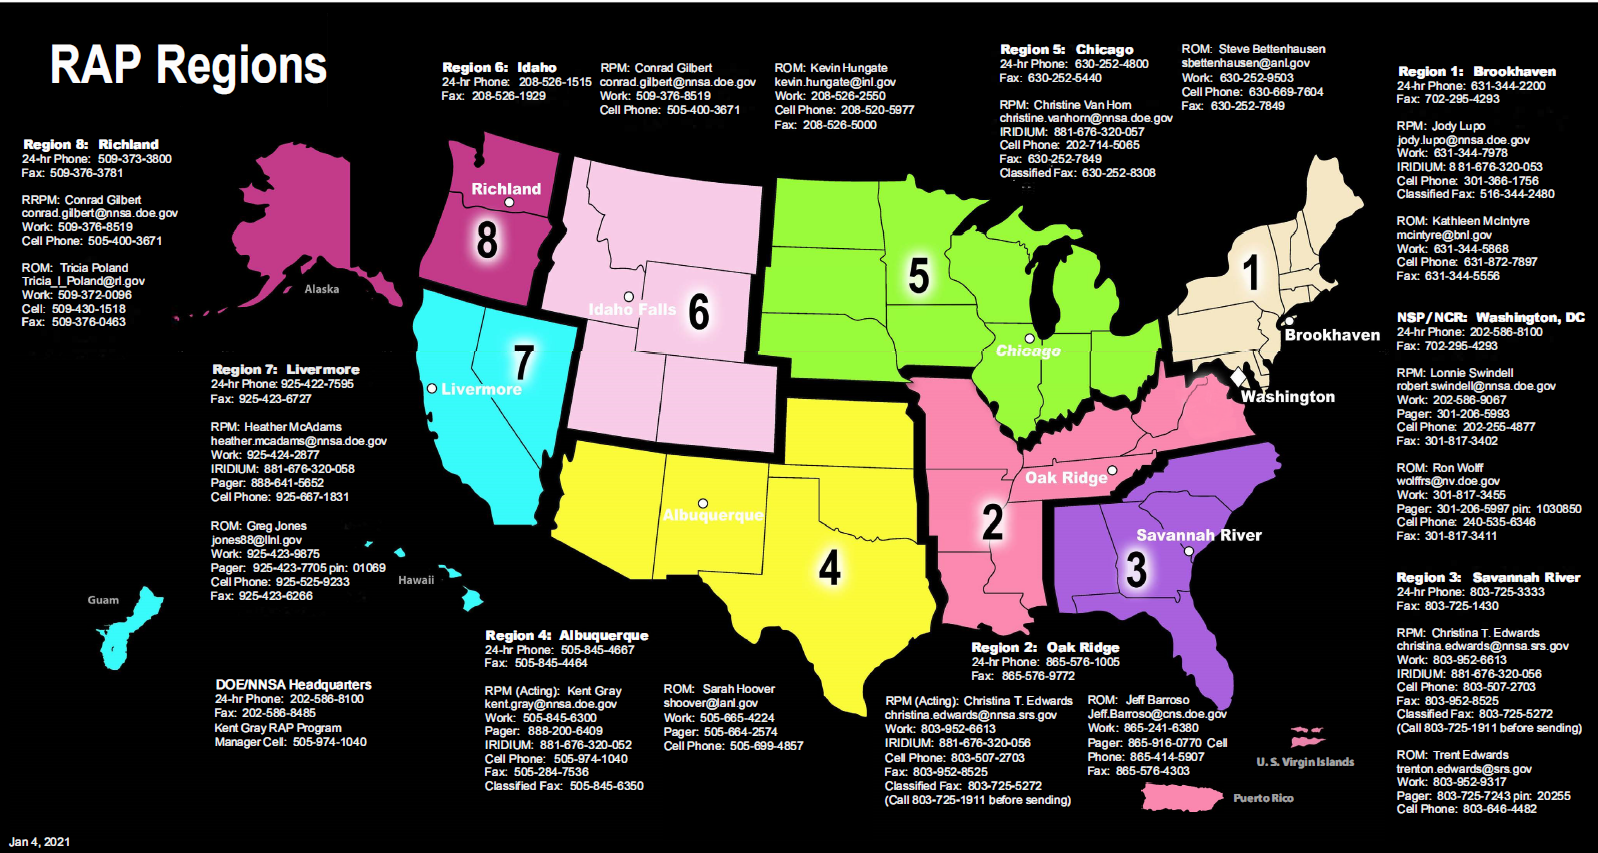 RAP Regions
Region 6: Idaho
24-hr Phone: 208-526-1515
Fax: 208-526-1929
RPM: Conrad Gilbert
conrad.gilbert@nnsa.doe.gov
Work: 509-376-8519
Cell Phone: 505-400-3671
ROM: Kevin Hungate
kevin.hungate@inl.gov
Work: 208-526-2550
Cell Phone: 208-520-5977
Fax: 208-526-5000
Region 5: Chicago
24-hr Phone: 630-252-4800
Fax: 630-252-5440
RPM: Christine Van Horn
christine.vanhorn@nnsa.doe.gov
IRIDIUM: 881-676-320-057
Cell Phone: 202-714-5065
Fax: 630-252-7849
Classified Fax: 630-252-8308
ROM: Steve Bettenhausen
sbettenhausen@anl.gov
Work: 630-252-9503
Cell Phone: 630-669-7604
Fax: 630-252-7849
Region 1: Brookhaven
24-hr Phone: 631-344-2200
Fax: 702-295-4293
RPM: Jody Lupo
jody.lupo@nnsa.doe.gov
Work: 631-344-7978
IRIDIUM: 881-676-320-053
Cell Phone: 301-366-1756
Classified Fax: 516-344-2480
ROM: Kathleen McIntyre
mcintyre@bnl.gov
Work: 631-344-5868
Cell Phone: 631-872-7897
Fax: 631-344-5556
NSP/NCR: Washington, DC
24-hr Phone: 202-586-8100
Fax: 702-295-4293
RPM: Lonnie Swindell
robert.swindell@nnsa.doe.gov
Work: 202-586-9067
Pager: 301-206-5993
Cell Phone: 202-255-4877
Fax: 301-817-3402
ROM: Ron Wolff
wolffrs@nv.doe.gov
Work: 301-817-3455
Pager: 301-206-5997 pin: 1030850
Cell Phone: 240-535-6346
Fax: 301-817-3411
Region 3: Savannah River
24-hr Phone: 803-725-3333
Fax: 803-725-1430
RPM: Christina T. Edwards
christina.edwards@nnsa.srs.gov
Work: 803-952-6613
IRIDIUM: 881-676-320-056
Cell Phone: 803-507-2703
Fax: 803-952-8525
Classified Fax: 803-725-5272
(Call 803-725-1911 before sending)
ROM: Trent Edwards
trenton.edwards@srs.gov
Work: 803-952-9317
Pager: 803-725-7243 pin: 20255
Cell Phone: 803-646-4482
Region 8: Richland
24-hr Phone: 509-373-3800
Fax: 509-376-3781
RRPM: Conrad Gilbert
conrad.gilbert@nnsa.doe.gov
Work: 509-376-8519
Cell Phone: 505-400-3671
ROM: Tricia Poland
Tricia_l_Poland@rl.gov
Work: 509-372-0096
Cell: 509-430-1518
Fax: 509-376-0463
Region 7: Livermore
24-hr Phone: 925-422-7595
Fax: 925-423-6727
RPM: Heather McAdams
heather.mcadams@nnsa.doe.gov
Work: 925-424-2877
IRIDIUM: 881-676-320-058
Pager: 888-641-5652
Cell Phone: 925-667-1831
ROM: Greg Jones
jones88@llnl.gov
Work: 925-423-9875
Pager: 925-423-7705 pin: 01069
Cell Phone: 925-525-9233
Fax: 925-423-6266
DOE/NNSA Headquarters
24-hr Phone: 202-586-8100
Fax: 202-586-8485
Kent Gray RAP Program
Manager Cell: 505-974-1040
Region 4: Albuquerque
24-hr Phone: 505-845-4667
Fax: 505-845-4464
RPM (Acting): Kent Gray
kent.gray@nnsa.doe.gov
Work: 505-845-6300
Pager: 888-200-6409
IRIDIUM: 881-676-320-052
Cell Phone: 505-974-1040
Fax: 505-284-7536
Classified Fax: 505-845-6350
ROM: Sarah Hoover
shoover@lanl.gov
Work: 505-665-4224
Pager: 505-664-2574
Cell Phone: 505-699-4857
Region 2: Oak Ridge
24-hr Phone: 865-576-1005
Fax: 865-576-9772
RPM (Acting): Christina T. Edwards
christina.edwards@nnsa.srs.gov
Work: 803-952-6613
IRIDIUM: 881-676-320-056
Cell Phone: 803-507-2703
Fax: 803-952-8525
Classified Fax: 803-725-5272
(Call 803-725-1911 before sending)
ROM: Jeff Barroso
Jeff.Barroso@cns.doe.gov
Work: 865-241-6380
Pager: 865-916-0770 Cell
Phone: 865-414-5907
Fax: 865-576-4303
Richland
8
Alaska
Idaho Falls
6
5
Chicago
1
Brookhaven
Washington
7
Livermore
Albuquerque
4
Oak Ridge
2
Savannah River
3
Hawaii
Guam
U. S. Virgin Islands
Puerto Rico
Jan 4, 2021